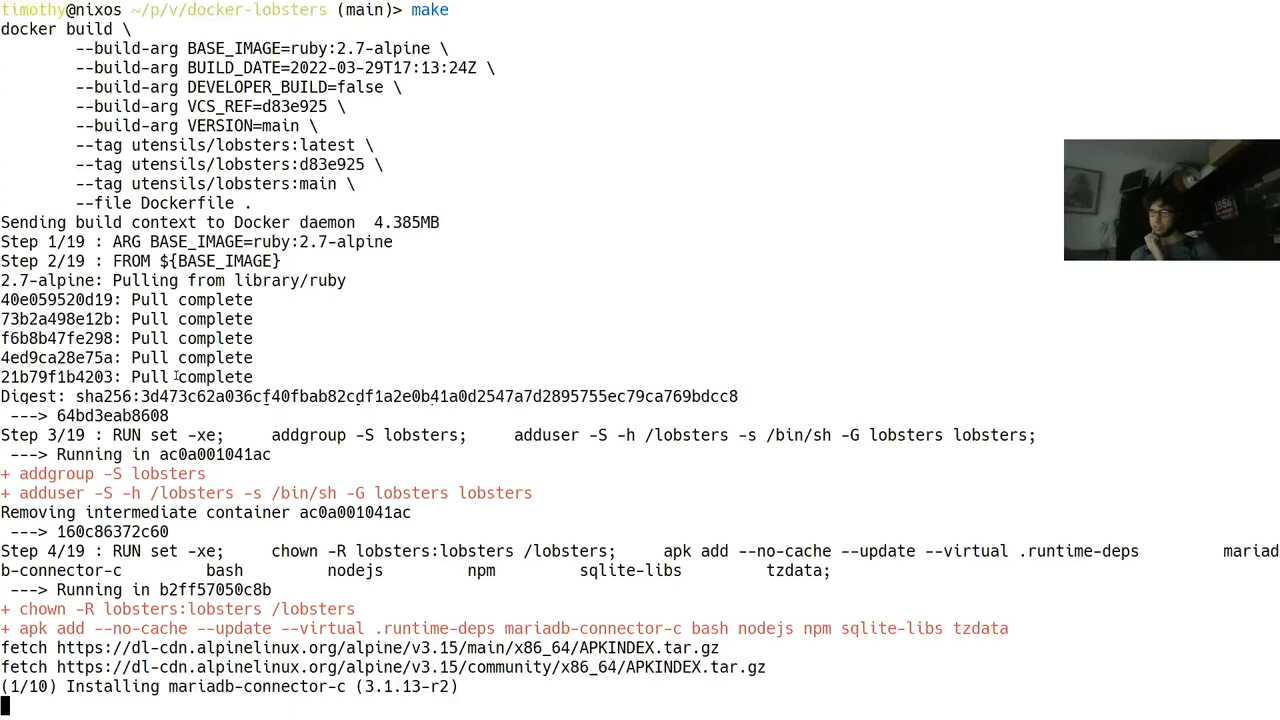 timothy@nixos ~/p/v/docker-lobsters (main)> make
docker build \
        --build-arg BASE_IMAGE=ruby:2.7-alpine \
        --build-arg BUILD_DATE=2022-03-29T17:13:24Z \
        --build-arg DEVELOPER_BUILD=false \
        --build-arg VCS_REF=d83e925 \
        --build-arg VERSION=main \
        --tag utensils/lobsters:latest \
        --tag utensils/lobsters:d83e925 \
        --tag utensils/lobsters:main \
        --file Dockerfile .
Sending build context to Docker daemon  4.385MB
Step 1/19 : ARG BASE_IMAGE=ruby:2.7-alpine
Step 2/19 : FROM ${BASE_IMAGE}
2.7-alpine: Pulling from library/ruby
40e059520d19: Pull complete
73b2a498e12b: Pull complete
f6b8b47fe298: Pull complete
4ed9ca28e75a: Pull complete
21b79f1b4203: Pull complete
Digest: sha256:3d473c62a036cf40fbab82cdf1a2e0b41a0d2547a7d2895755ec79ca769bdcc8
 ---> 64bd3eab8608
Step 3/19 : RUN set -xe;     addgroup -S lobsters;     adduser -S -h /lobsters -s /bin/sh -G lobsters lobsters;
 ---> Running in ac0a001041ac
+ addgroup -S lobsters
+ adduser -S -h /lobsters -s /bin/sh -G lobsters lobsters
Removing intermediate container ac0a001041ac
 ---> 160c86372c60
Step 4/19 : RUN set -xe;     chown -R lobsters:lobsters /lobsters;     apk add --no-cache --update --virtual .runtime-deps         mariad
b-connector-c         bash         nodejs         npm         sqlite-libs         tzdata;
 ---> Running in b2ff57050c8b
+ chown -R lobsters:lobsters /lobsters
+ apk add --no-cache --update --virtual .runtime-deps mariadb-connector-c bash nodejs npm sqlite-libs tzdata
fetch https://dl-cdn.alpinelinux.org/alpine/v3.15/main/x86_64/APKINDEX.tar.gz
fetch https://dl-cdn.alpinelinux.org/alpine/v3.15/community/x86_64/APKINDEX.tar.gz
(1/10) Installing mariadb-connector-c (3.1.13-r2)